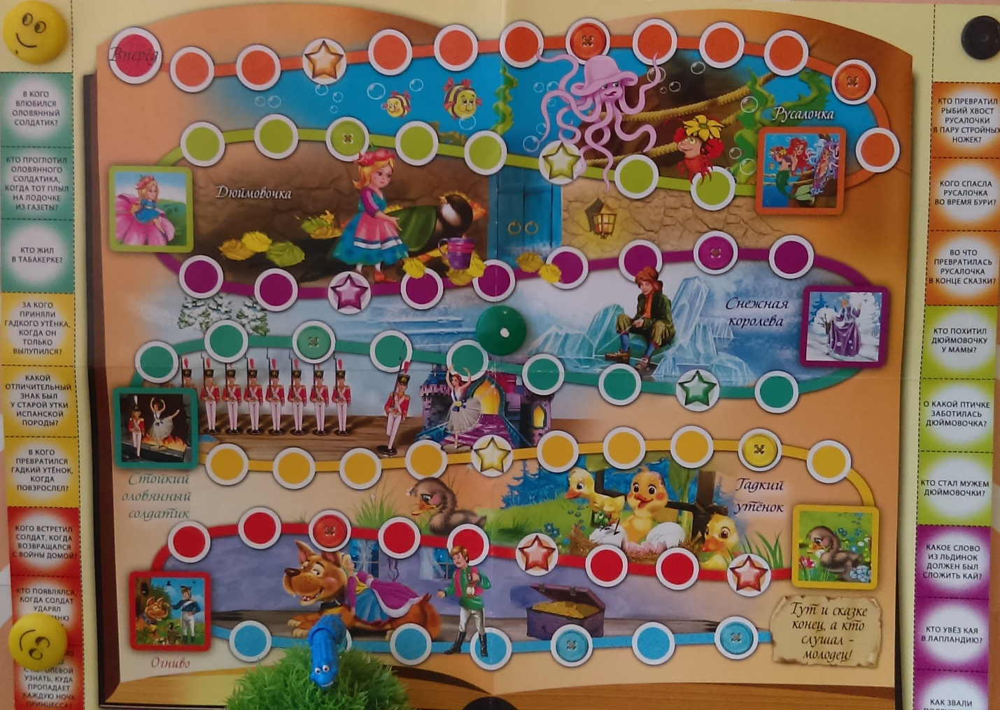 Вперёд
Русалочка
Дюймовочка
Снежная
королева
Стойкий
оловянный
солдатик
Гадкий
утёнок
Огниво
Тут и сказке
конец, а кто
слушал -
молодец!
В КОГО
ВЛЮБИЛСЯ
ОЛОВЯННЫЙ
СОЛДАТИК?
КТО ПРОГЛОТИЛ
ОЛОВЯННОГО
СОЛДАТИКА,
КОГДА ТОТ ПЛЫЛ
НА ЛОДОЧКЕ
ИЗ ГАЗЕТЫ?
КТО ЖИЛ
В ТАБАКЕРКЕ?
ЗА КОГО
ПРИНЯЛИ
ГАДКОГО УТЁНКА,
КОГДА ОН
ТОЛЬКО
ВЫЛУПИЛСЯ?
КАКОЙ
ОТЛИЧИТЕЛЬНЫЙ
ЗНАК БЫЛ
У СТАРОЙ УТКИ
ИСПАНСКОЙ
ПОРОДЫ?
В КОГО
ПРЕВРАТИЛСЯ
ГАДКИЙ УТЁНОК,
КОГДА
ПОВЗРОСЛЕЛ?
КОГО ВСТРЕТИЛ
СОЛДАТ, КОГДА
ВОЗВРАЩАЛСЯ
С ВОЙНЫ ДОМОЙ?
КТО ПОЯВЛЯЛСЯ,
КОГДА СОЛДАТ
УДАРЯЛ
УЗНАТЬ, КУДА
ПРОПАДАЕТ
КАЖДУЮ НОЧЬ
ПРИНЦЕССА?
КТО ПРЕВРАТИЛ
РЫБИЙ ХВОСТ
РУСАЛОЧКИ
В ПАРУ СТРОЙНЫХ
НОЖЕК?
КОГО СПАСЛА
РУСАЛОЧКА
ВО ВРЕМЯ БУРИ?
ВО ЧТО
ПРЕВРАТИЛАСЬ
РУСАЛОЧКА
В КОНЦЕ СКАЗКИ?
КТО ПОХИТИЛ
ДЮЙМОВОЧКУ
У МАМЫ?
О КАКОЙ ПТИЧКЕ
ЗАБОТИЛАСЬ
ДЮЙМОВОЧКА?
КТО СТАЛ МУЖЕМ
ДЮЙМОВОЧКИ?
КАКОЕ СЛОВО
ИЗ ЛЬДИНОК
ДОЛЖЕН БЫЛ
СЛОЖИТЬ КАЙ?
КТО УВЁЗ КАЯ
В ЛАПЛАНДИЮ?
КАК ЗВАЛИ